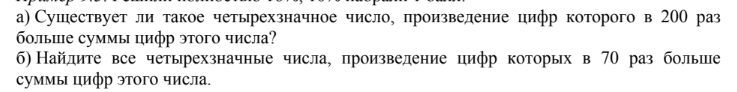 а) Существует ли такое четырехзначное число, произведение цифр которого в 200 раз
больше суммы цифр этого числа?
б) Найдите все четырехзначные числа, произведение цифр которых в 70 раз больше
суммы цифр этого числа.